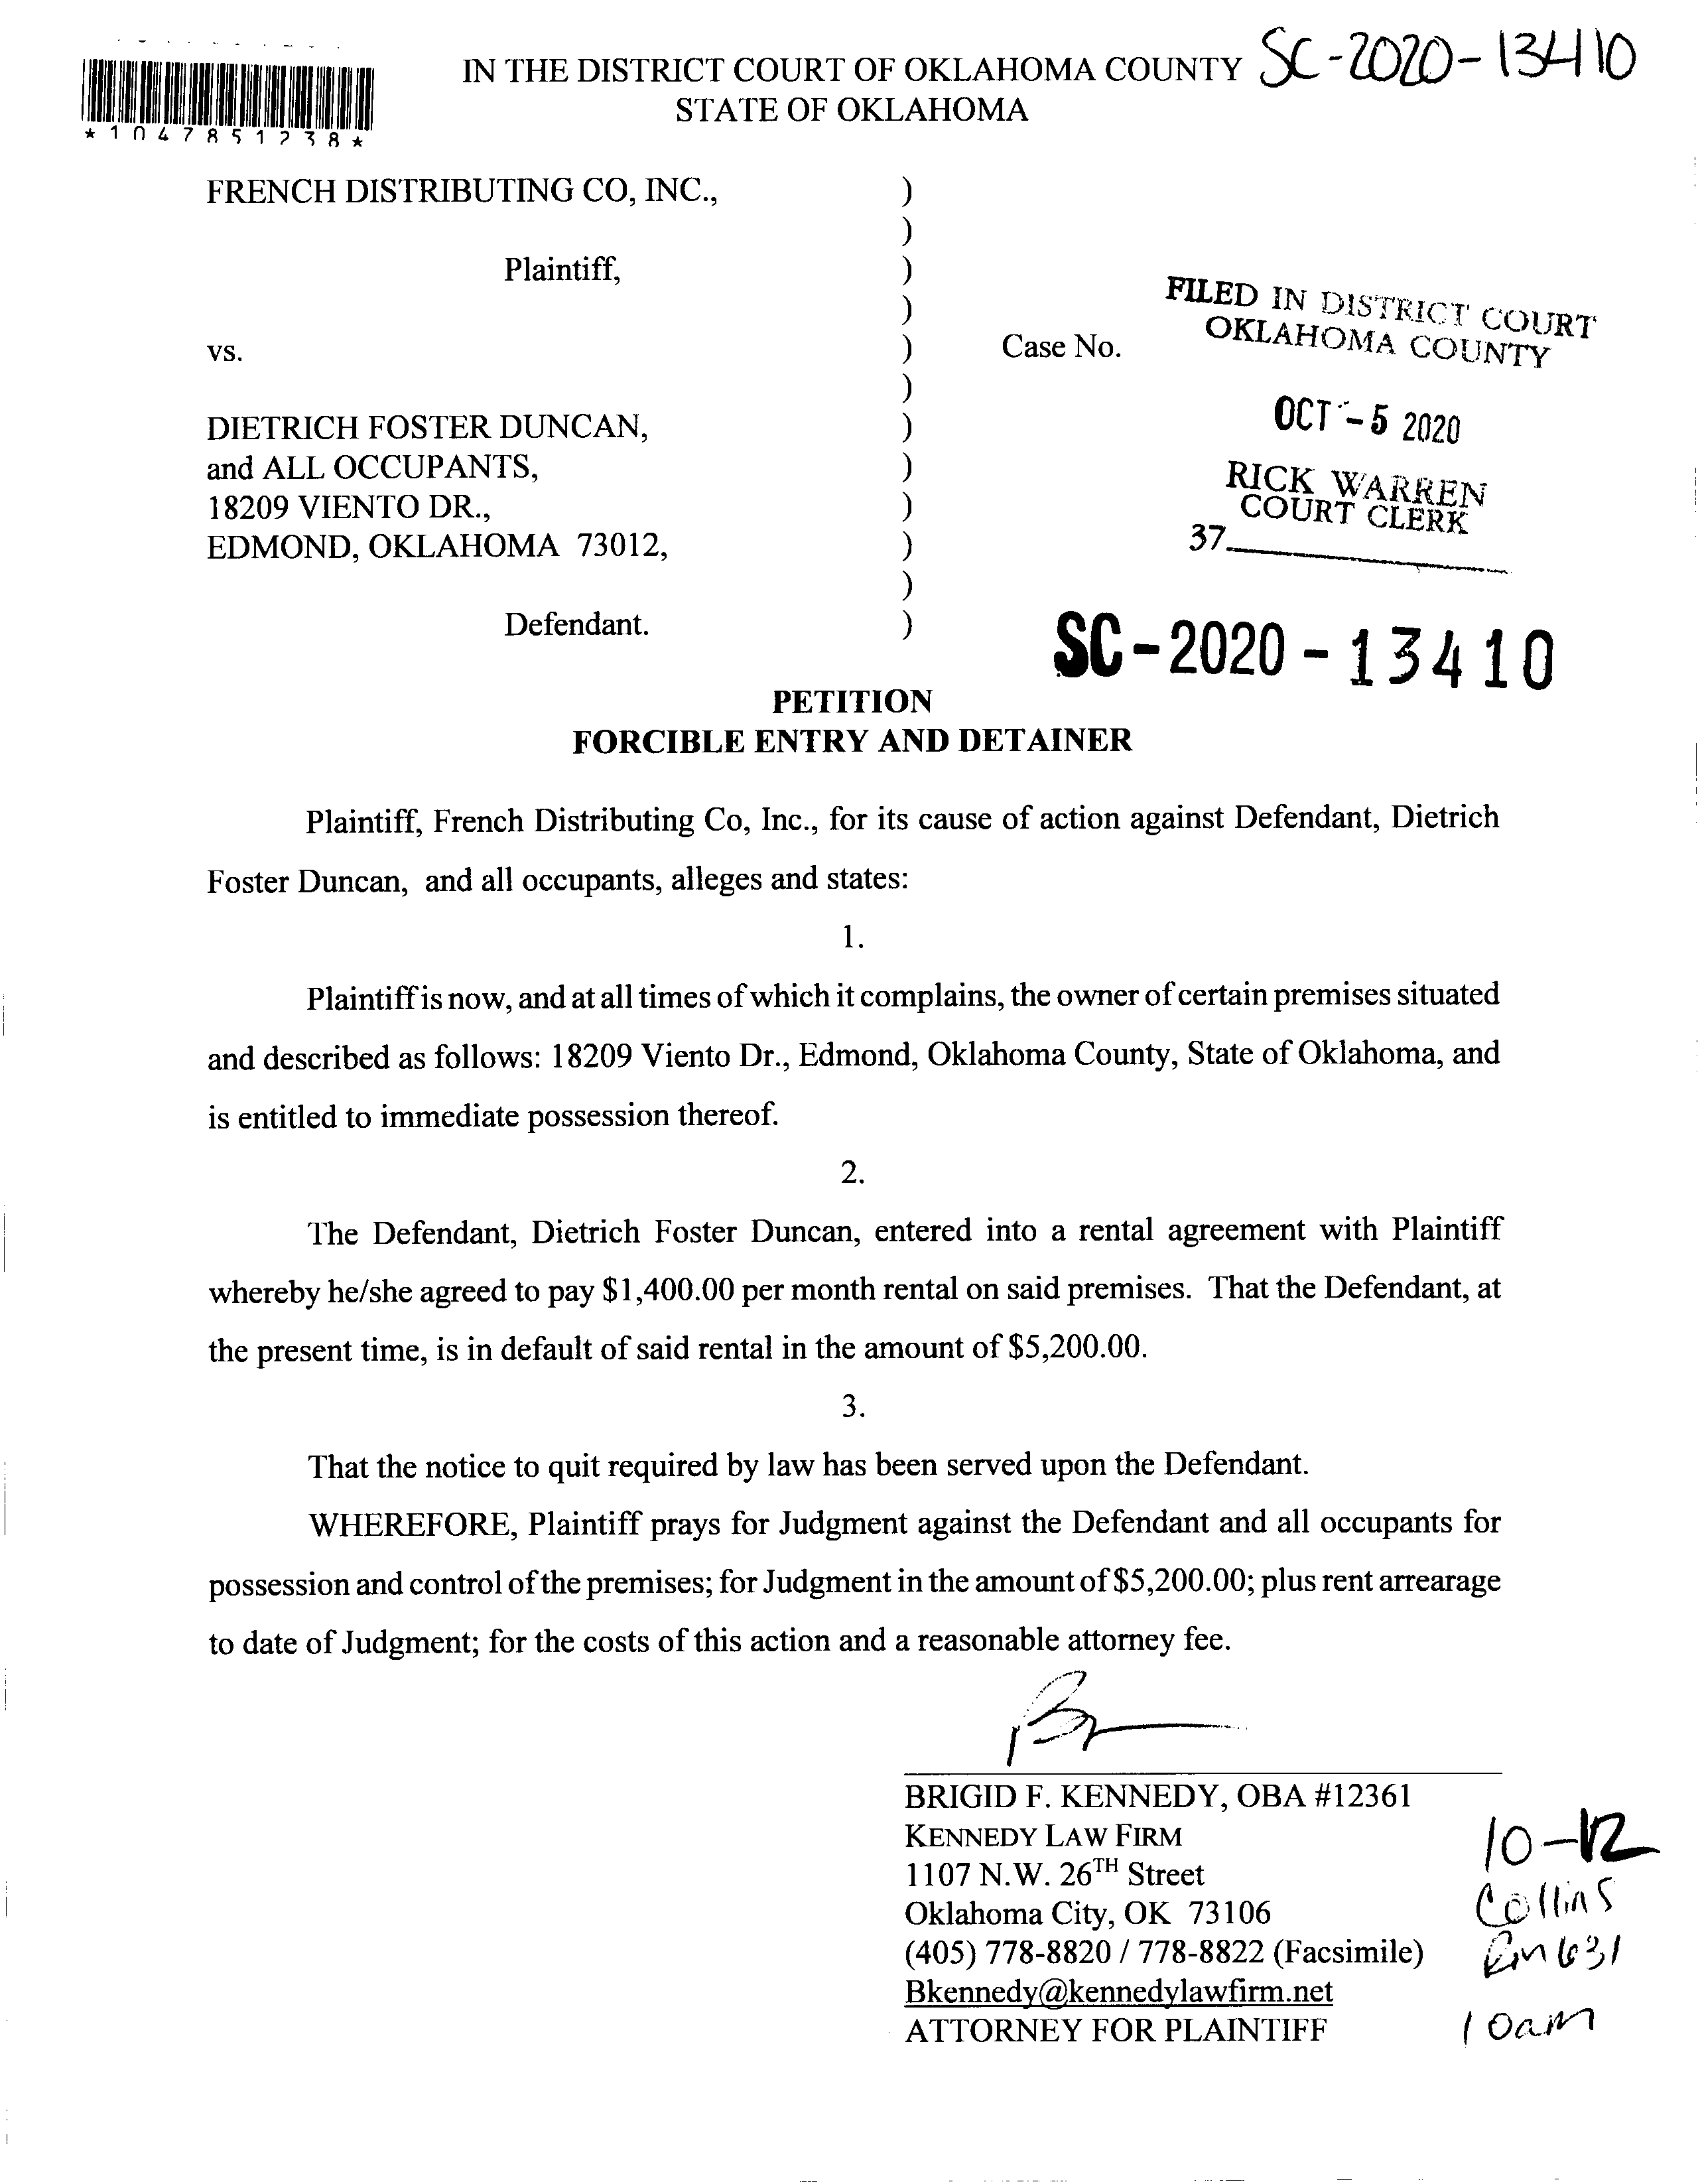 IN THE DISTRICT COURT OF OKLAHOMA COUNTY SC-2020-13410
STATE OF OKLAHOMA
*1047851238*
FRENCH DISTRIBUTING CO, INC., )
)
Plaintiff, )
)
vs. ) Case No.
)
DIETRICH FOSTER DUNCAN, )
and ALL OCCUPANTS, )
18209 VIENTO DR., )
EDMOND, OKLAHOMA 73012, )
)
Defendant. )
FILED IN DISTRICT COURT
OKLAHOMA COUNTY
OCT -5 2020
RICK WARREN
COURT CLERK
37
SC-2020-13410
PETITION
FORCIBLE ENTRY AND DETAINER
Plaintiff, French Distributing Co, Inc., for its cause of action against Defendant, Dietrich
Foster Duncan, and all occupants, alleges and states:
1.
Plaintiff is now, and at all times of which it complains, the owner of certain premises situated
and described as follows: 18209 Viento Dr., Edmond, Oklahoma County, State of Oklahoma, and
is entitled to immediate possession thereof.
2.
The Defendant, Dietrich Foster Duncan, entered into a rental agreement with Plaintiff
whereby he/she agreed to pay $1,400.00 per month rental on said premises. That the Defendant, at
the present time, is in default of said rental in the amount of $5,200.00.
3.
That the notice to quit required by law has been served upon the Defendant.
WHEREFORE, Plaintiff prays for Judgment against the Defendant and all occupants for
possession and control of the premises; for Judgment in the amount of $5,200.00; plus rent arrearage
to date of Judgment; for the costs of this action and a reasonable attorney fee.
BRIGID F. KENNEDY, OBA #12361
KENNEDY LAW FIRM
1107 N.W. 26TH Street
Oklahoma City, OK 73106
(405) 778-8820 / 778-8822 (Facsimile)
Bkennedy@kennedylawfirm.net
ATTORNEY FOR PLAINTIFF
10-12
Collins
Rm 631
10am